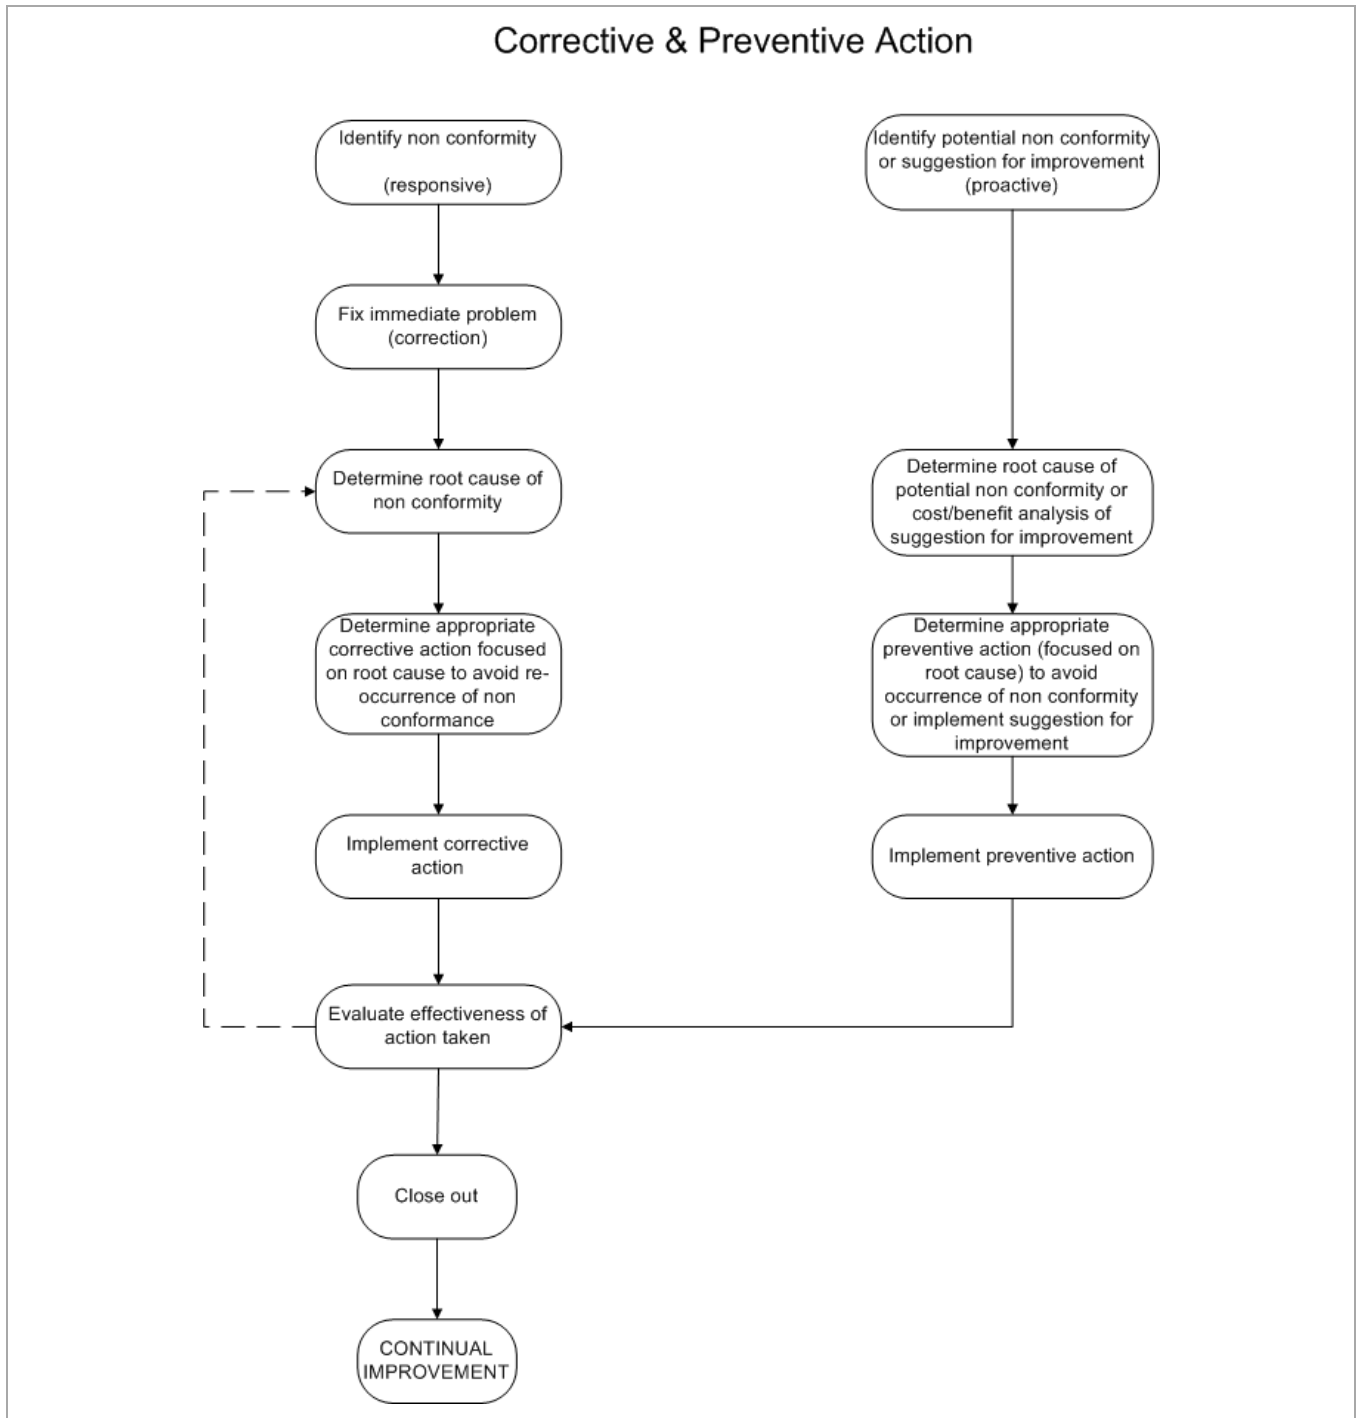 Corrective & Preventive Action
Identify non conformity
(responsive)
Identify potential non conformity
or suggestion for improvement
(proactive)
Fix immediate problem
(correction)
Determine root cause of
non conformity
Determine root cause of
potential non conformity or
cost/benefit analysis of
suggestion for improvement
Determine appropriate
corrective action focused
on root cause to avoid re-
occurrence of non
conformance
Determine appropriate
preventive action (focused on
root cause) to avoid
occurrence of non conformity
or implement suggestion for
improvement
Implement corrective
action
Implement preventive action
Evaluate effectiveness of
action taken
Close out
CONTINUAL
IMPROVEMENT